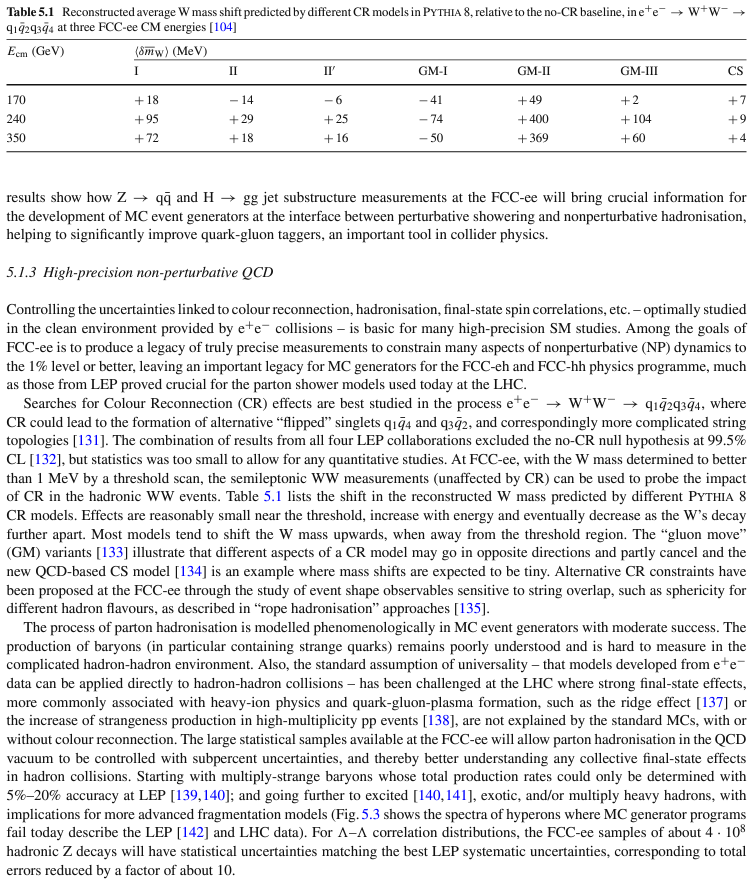 Table 5.1 Reconstructed average W mass shift predicted by different CR models in PYTHIA 8, relative to the no-CR baseline, in e⁺e⁻ → W⁺W⁻ →
q₁q̄₂q₃q̄₄ at three FCC-ee CM energies [104]
E_cm (GeV) ⟨δm̄_W⟩ (MeV)
I II II′ GM-I GM-II GM-III CS
170 +18 −14 −6 −41 +49 +2 +7
240 +95 +29 +25 −74 +400 +104 +9
350 +72 +18 +16 −50 +369 +60 +4
results show how Z → qq̄ and H → gg jet substructure measurements at the FCC-ee will bring crucial information for
the development of MC event generators at the interface between perturbative showering and nonperturbative hadronisation,
helping to significantly improve quark-gluon taggers, an important tool in collider physics.
5.1.3 High-precision non-perturbative QCD
Controlling the uncertainties linked to colour reconnection, hadronisation, final-state spin correlations, etc. – optimally studied
in the clean environment provided by e⁺e⁻ collisions – is basic for many high-precision SM studies. Among the goals of
FCC-ee is to produce a legacy of truly precise measurements to constrain many aspects of nonperturbative (NP) dynamics to
the 1% level or better, leaving an important legacy for MC generators for the FCC-eh and FCC-hh physics programme, much
as those from LEP proved crucial for the parton shower models used today at the LHC.
Searches for Colour Reconnection (CR) effects are best studied in the process e⁺e⁻ → W⁺W⁻ → q₁q̄₂q₃q̄₄, where
CR could lead to the formation of alternative “flipped” singlets q₁q̄₄ and q₃q̄₂, and correspondingly more complicated string
topologies [131]. The combination of results from all four LEP collaborations excluded the no-CR null hypothesis at 99.5%
CL [132], but statistics was too small to allow for any quantitative studies. At FCC-ee, with the W mass determined to better
than 1 MeV by a threshold scan, the semileptonic WW measurements (unaffected by CR) can be used to probe the impact
of CR in the hadronic WW events. Table 5.1 lists the shift in the reconstructed W mass predicted by different PYTHIA 8
CR models. Effects are reasonably small near the threshold, increase with energy and eventually decrease as the W’s decay
further apart. Most models tend to shift the W mass upwards, when away from the threshold region. The “gluon move”
(GM) variants [133] illustrate that different aspects of a CR model may go in opposite directions and partly cancel and the
new QCD-based CS model [134] is an example where mass shifts are expected to be tiny. Alternative CR constraints have
been proposed at the FCC-ee through the study of event shape observables sensitive to string overlap, such as sphericity for
different hadron flavours, as described in “rope hadronisation” approaches [135].
The process of parton hadronisation is modelled phenomenologically in MC event generators with moderate success. The
production of baryons (in particular containing strange quarks) remains poorly understood and is hard to measure in the
complicated hadron-hadron environment. Also, the standard assumption of universality – that models developed from e⁺e⁻
data can be applied directly to hadron-hadron collisions – has been challenged at the LHC where strong final-state effects,
more commonly associated with heavy-ion physics and quark-gluon-plasma formation, such as the ridge effect [137] or
the increase of strangeness production in high-multiplicity pp events [138], are not explained by the standard MCs, with or
without colour reconnection. The large statistical samples available at the FCC-ee will allow parton hadronisation in the QCD
vacuum to be controlled with subpercent uncertainties, and thereby better understanding any collective final-state effects
in hadron collisions. Starting with multiply-strange baryons whose total production rates could only be determined with
5%–20% accuracy at LEP [139,140]; and going further to excited [140,141], exotic, and/or multiply heavy hadrons, with
implications for more advanced fragmentation models (Fig. 5.3 shows the spectra of hyperons where MC generator programs
fail today describe the LEP [142] and LHC data). For Λ–Λ correlation distributions, the FCC-ee samples of about 4 · 10⁸
hadronic Z decays will have statistical uncertainties matching the best LEP systematic uncertainties, corresponding to total
errors reduced by a factor of about 10.